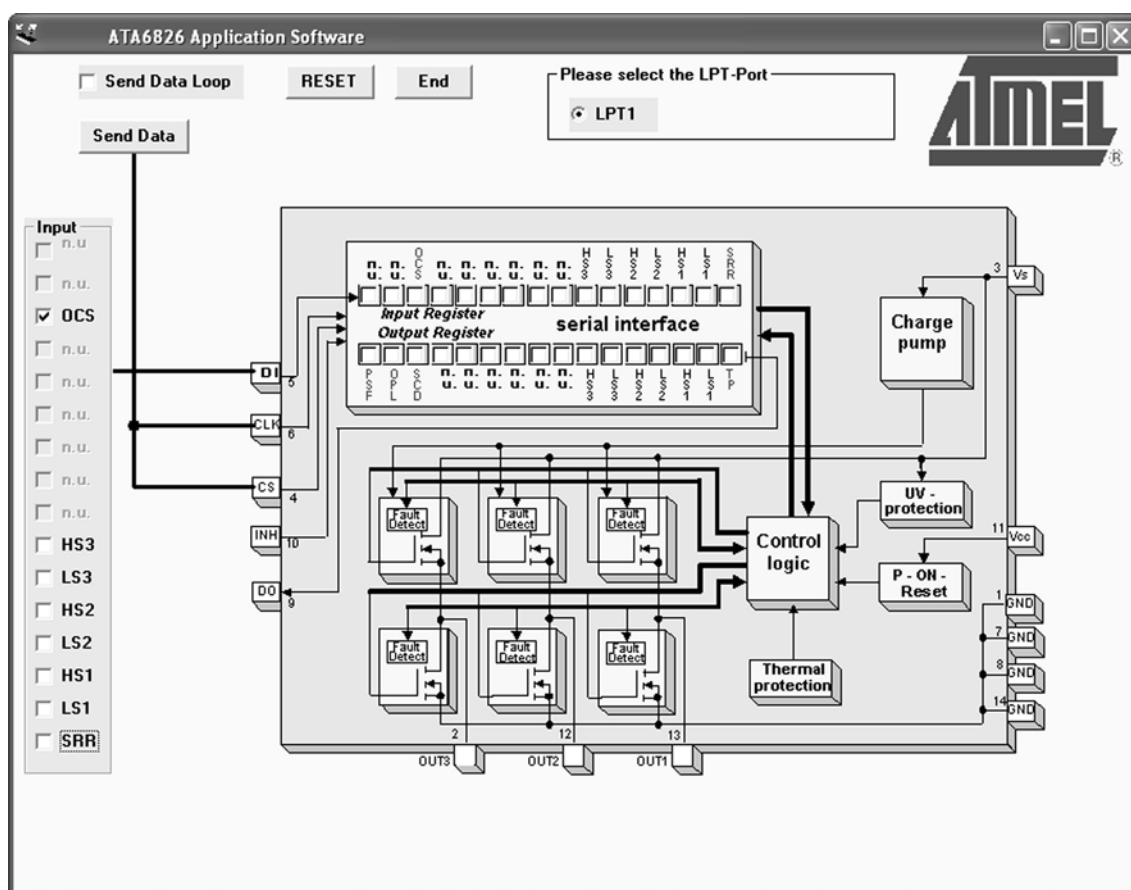 ATA6826 Application Software
Send Data Loop
RESET
End
Please select the LPT-Port
LPT1
ATMEL
®
Send Data
Input
n.u
n.u.
OCS
n.u.
n.u.
n.u.
n.u.
n.u.
n.u.
HS3
LS3
HS2
LS2
HS1
LS1
SRR
n. u. n. u. OCS n. u. n. u. n. u. n. u. n. u. n. u. HS3 LS3 HS2 LS2 HS1 LS1 SRR
Input Register
Output Register
serial interface
PSF OPL SCD n. u. n. u. n. u. n. u. n. u. n. u. HS3 LS3 HS2 LS2 HS1 LS1 TP
DI
5
CLK
6
CS
4
INH
10
DO
9
3
Vs
Charge
pump
Fault
Detect
Fault
Detect
Fault
Detect
UV -
protection
11
Vcc
Control
logic
P - ON -
Reset
1
GND
7
GND
8
GND
14
GND
Fault
Detect
Fault
Detect
Fault
Detect
Thermal
protection
2
12
13
OUT3
OUT2
OUT1